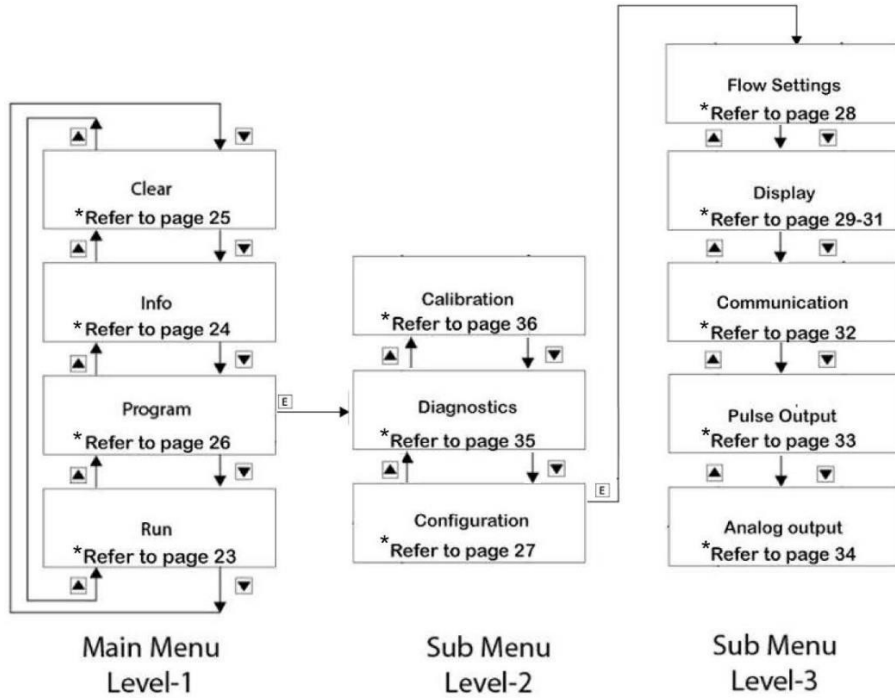 Clear
*Refer to page 25
Info
*Refer to page 24
Program
*Refer to page 26
Run
*Refer to page 23
Main Menu
Level-1
E
Calibration
*Refer to page 36
Diagnostics
*Refer to page 35
Configuration
*Refer to page 27
Sub Menu
Level-2
E
Flow Settings
*Refer to page 28
Display
*Refer to page 29-31
Communication
*Refer to page 32
Pulse Output
*Refer to page 33
Analog output
*Refer to page 34
Sub Menu
Level-3